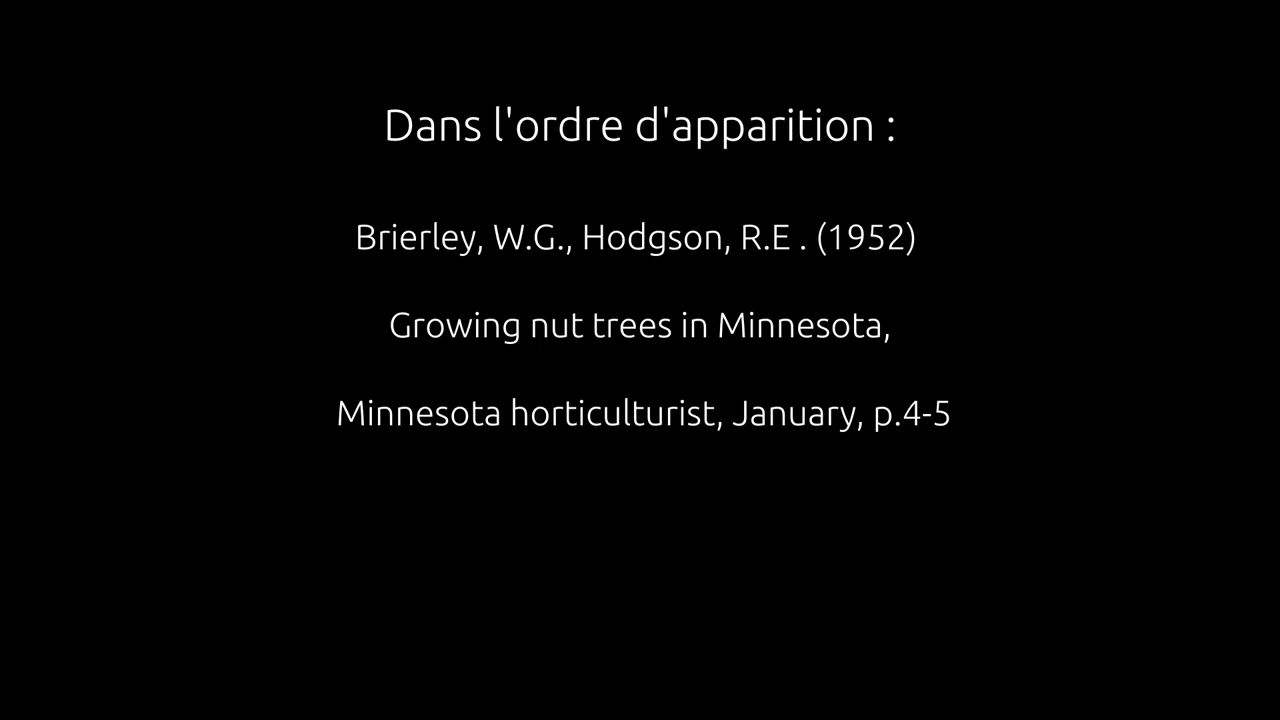 Dans l'ordre d'apparition :
Brierley, W.G., Hodgson, R.E . (1952)
Growing nut trees in Minnesota,
Minnesota horticulturist, January, p.4-5